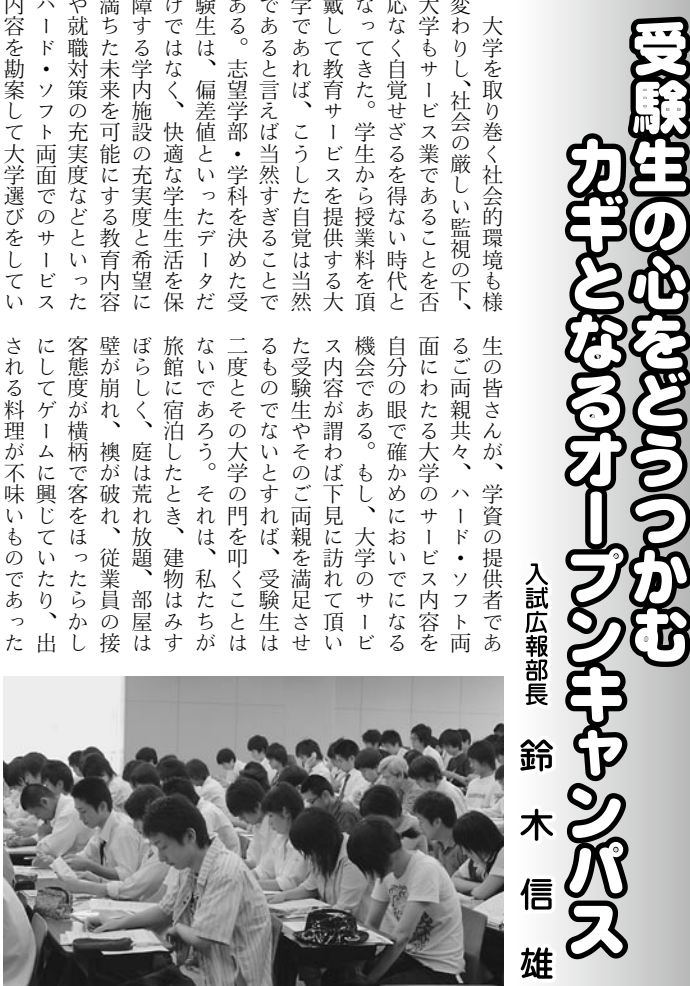 受験生の心をどうつかむ
カギとなるオープンキャンパス
入試広報部長 鈴木信雄
大学を取り巻く社会的環境も様
変わりし、社会の厳しい監視の下、
大学もサービス業であることを否
応なく自覚せざるを得ない時代と
なってきた。学生から授業料を頂
戴して教育サービスを提供する大
学であれば、こうした自覚は当然
であると言えば当然すぎることで
ある。志望学部・学科を決めた受
験生は、偏差値といったデータだ
けではなく、快適な学生生活を保
障する学内施設の充実度と希望に
満ちた未来を可能にする教育内容
や就職対策の充実度などといった
ハード・ソフト両面でのサービス
内容を勘案して大学選びをしてい
生の皆さんが、学資の提供者であ
るご両親共々、ハード・ソフト両
面にわたる大学のサービス内容を
自分の眼で確かめにおいでになる
機会である。もし、大学のサービ
ス内容が謂わば下見に訪れて頂い
た受験生やそのご両親を満足させ
るものでないとすれば、受験生は
二度とその大学の門を叩くことは
ないであろう。それは、私たちが
旅館に宿泊したとき、建物はみす
ぼらしく、庭は荒れ放題、部屋は
壁が崩れ、襖が破れ、従業員の接
客態度が横柄で客をほったらかし
にしてゲームに興じていたり、出
される料理が不味いものであった